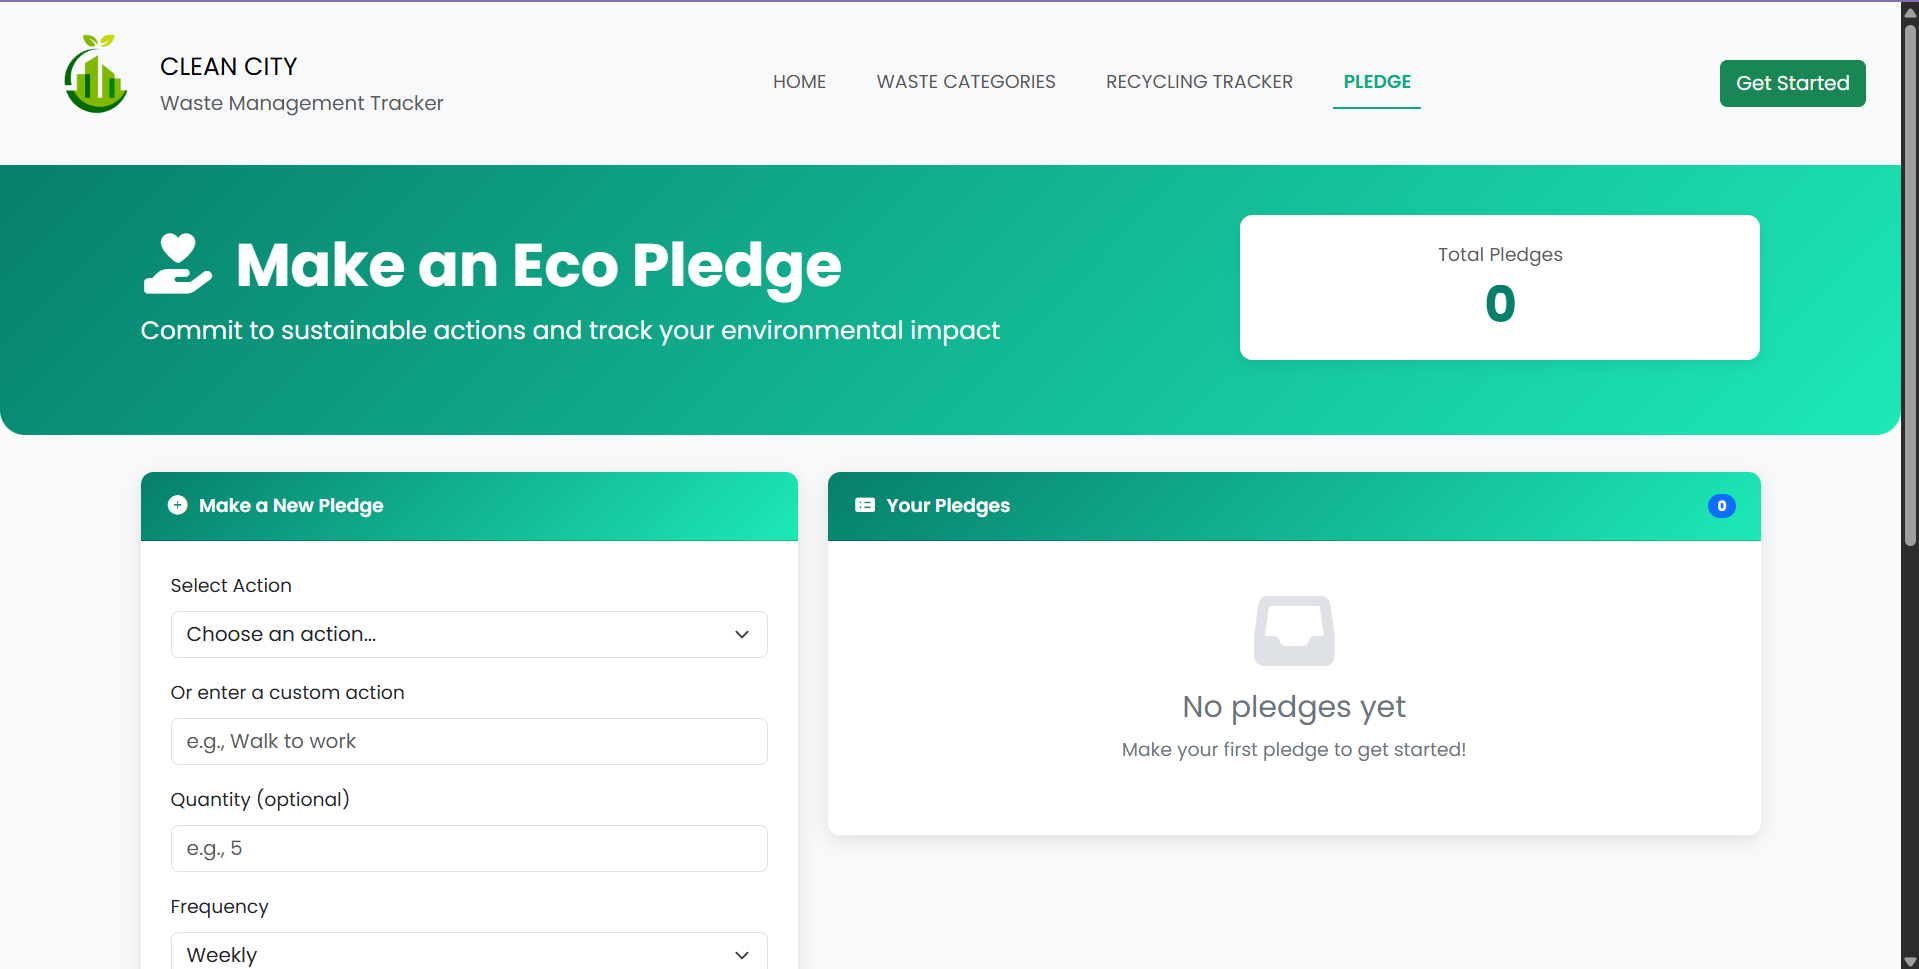 CLEAN CITY
Waste Management Tracker
HOME
WASTE CATEGORIES
RECYCLING TRACKER
PLEDGE
Get Started
Make an Eco Pledge
Commit to sustainable actions and track your environmental impact
Total Pledges
0
Make a New Pledge
Select Action
Choose an action...
Or enter a custom action
e.g., Walk to work
Quantity (optional)
e.g., 5
Frequency
Weekly
Your Pledges
0
No pledges yet
Make your first pledge to get started!